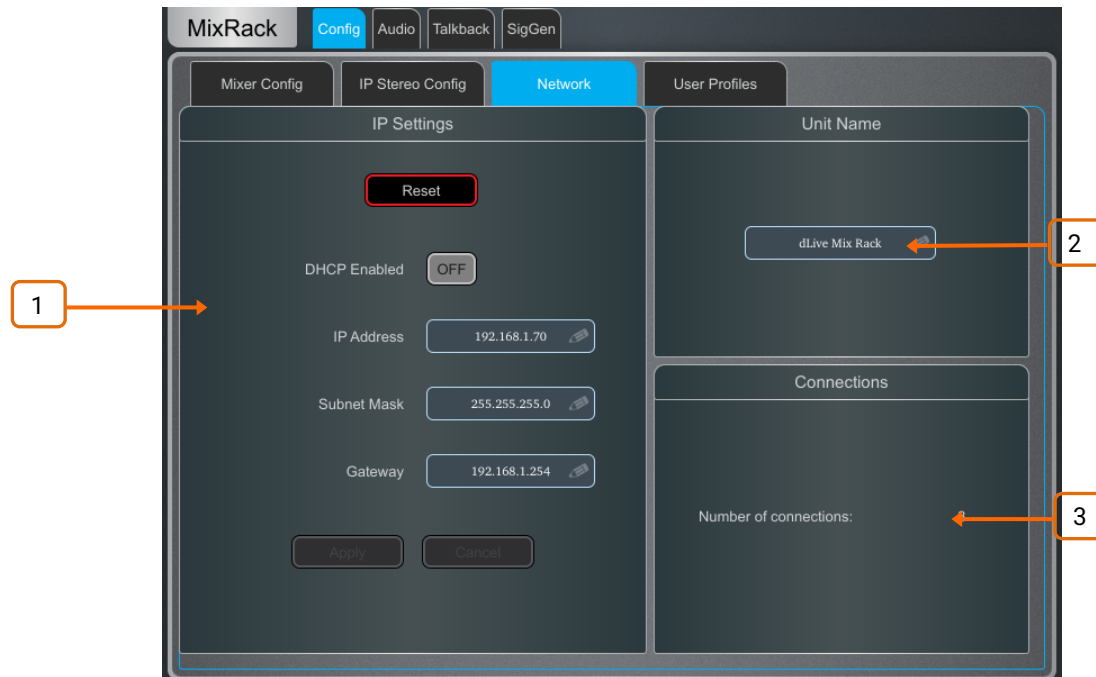 MixRack
Config
Audio
Talkback
SigGen
Mixer Config
IP Stereo Config
Network
User Profiles
IP Settings
Reset
DHCP Enabled
OFF
IP Address
192.168.1.70
Subnet Mask
255.255.255.0
Gateway
192.168.1.254
Apply
Cancel
Unit Name
dLive Mix Rack
Connections
Number of connections:
1
2
3